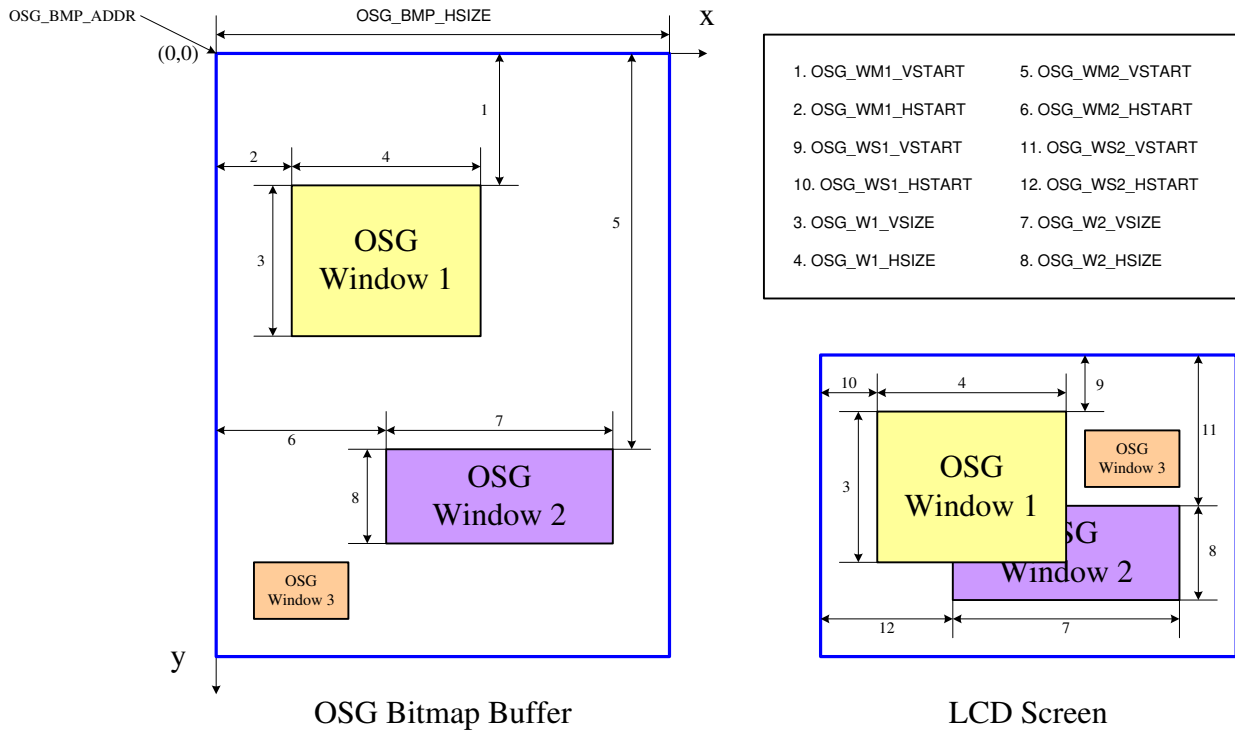 OSG_BMP_ADDR
OSG_BMP_HSIZE
x
(0,0)
1
2
4
3
5
OSG
Window 1
6
7
8
OSG
Window 2
OSG
Window 3
y
OSG Bitmap Buffer
1. OSG_WM1_VSTART
5. OSG_WM2_VSTART
2. OSG_WM1_HSTART
6. OSG_WM2_HSTART
9. OSG_WS1_VSTART
11. OSG_WS2_VSTART
10. OSG_WS1_HSTART
12. OSG_WS2_HSTART
3. OSG_W1_VSIZE
7. OSG_W2_VSIZE
4. OSG_W1_HSIZE
8. OSG_W2_HSIZE
10
4
9
11
3
OSG
Window 1
OSG
Window 3
SG
Window 2
8
12
7
LCD Screen